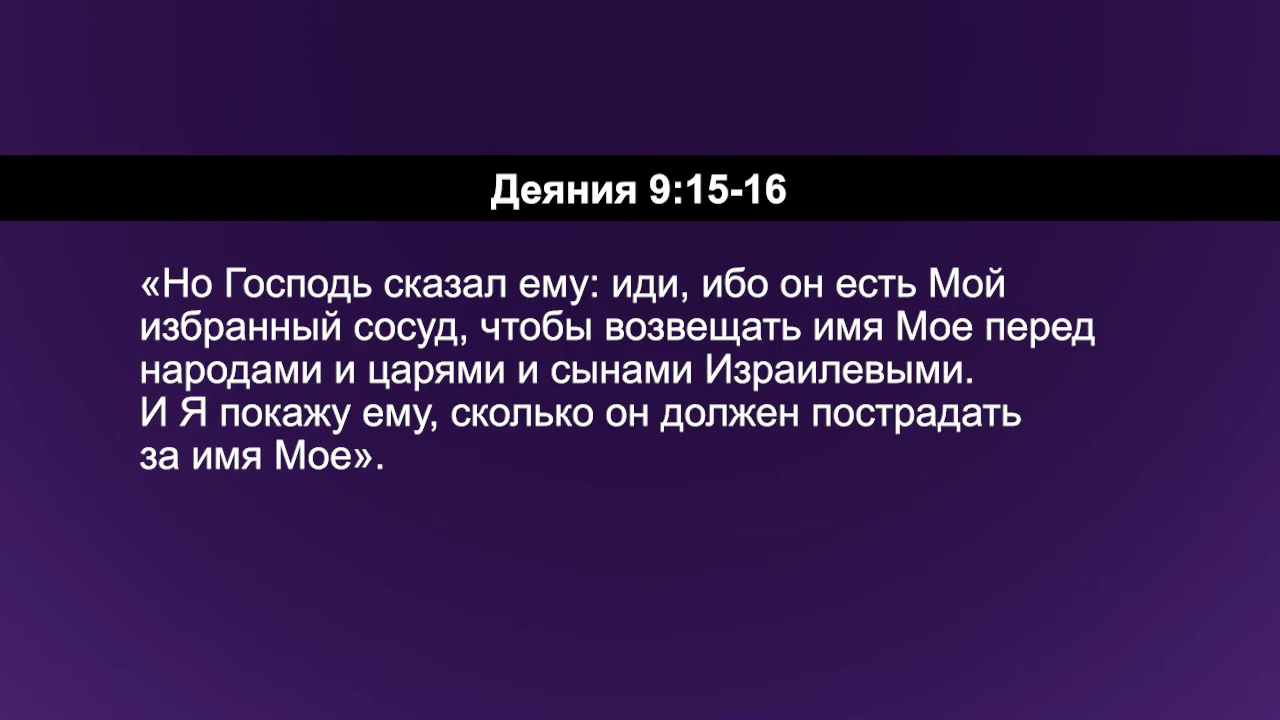 Деяния 9:15-16
«Но Господь сказал ему: иди, ибо он есть Мой
избранный сосуд, чтобы возвещать имя Мое перед
народами и царями и сынами Израилевыми.
И Я покажу ему, сколько он должен пострадать
за имя Мое».